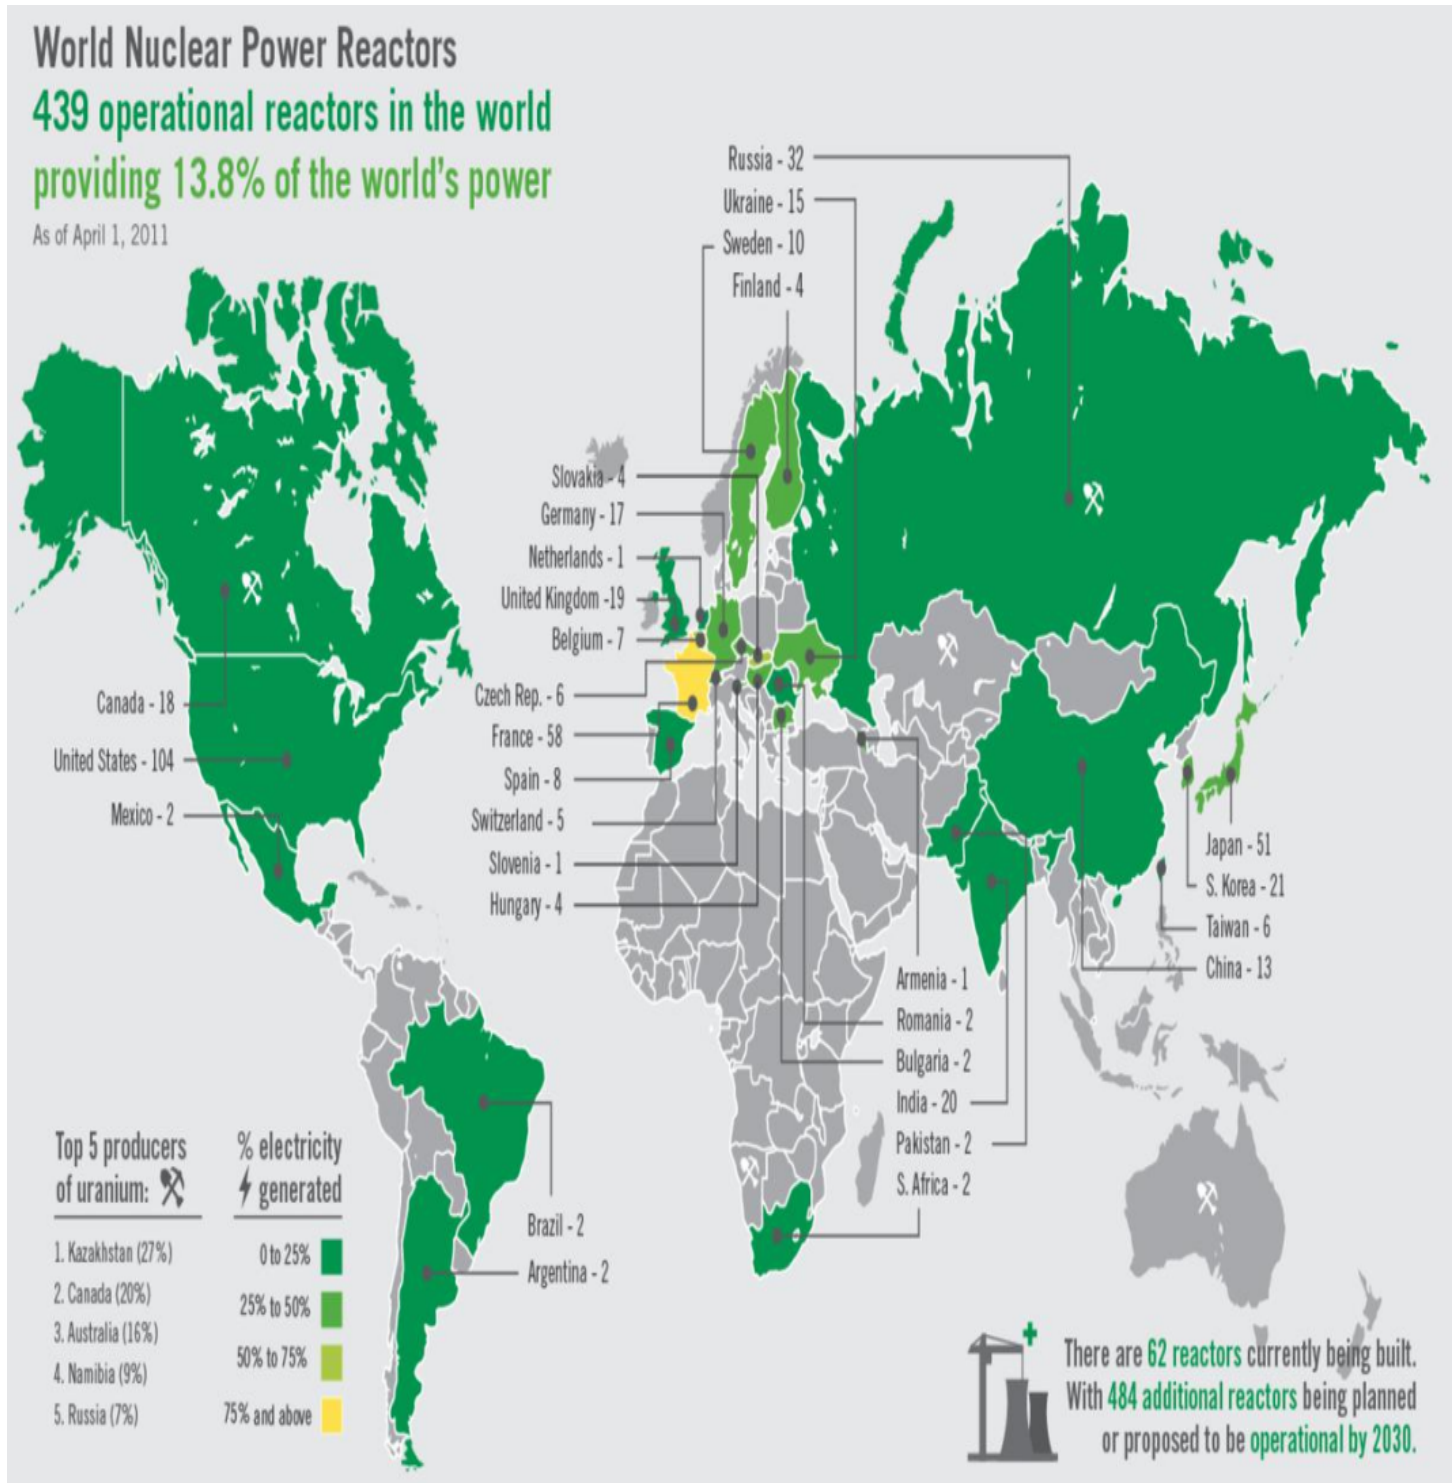 World Nuclear Power Reactors
439 operational reactors in the world
providing 13.8% of the world's power
As of April 1, 2011
Russia - 32
Ukraine - 15
Sweden - 10
Finland - 4
Slovakia - 4
Germany - 17
Netherlands - 1
United Kingdom -19
Belgium - 7
Czech Rep. - 6
France - 58
Spain - 8
Switzerland - 5
Slovenia - 1
Hungary - 4
Canada - 18
United States - 104
Mexico - 2
Japan - 51
S. Korea - 21
Taiwan - 6
China - 13
Armenia - 1
Romania - 2
Bulgaria - 2
India - 20
Pakistan - 2
S. Africa - 2
Brazil - 2
Argentina - 2
Top 5 producers
of uranium:
1. Kazakhstan (27%)
2. Canada (20%)
3. Australia (16%)
4. Namibia (9%)
5. Russia (7%)
% electricity
generated
0 to 25%
25% to 50%
50% to 75%
75% and above
There are 62 reactors currently being built.
With 484 additional reactors being planned
or proposed to be operational by 2030.